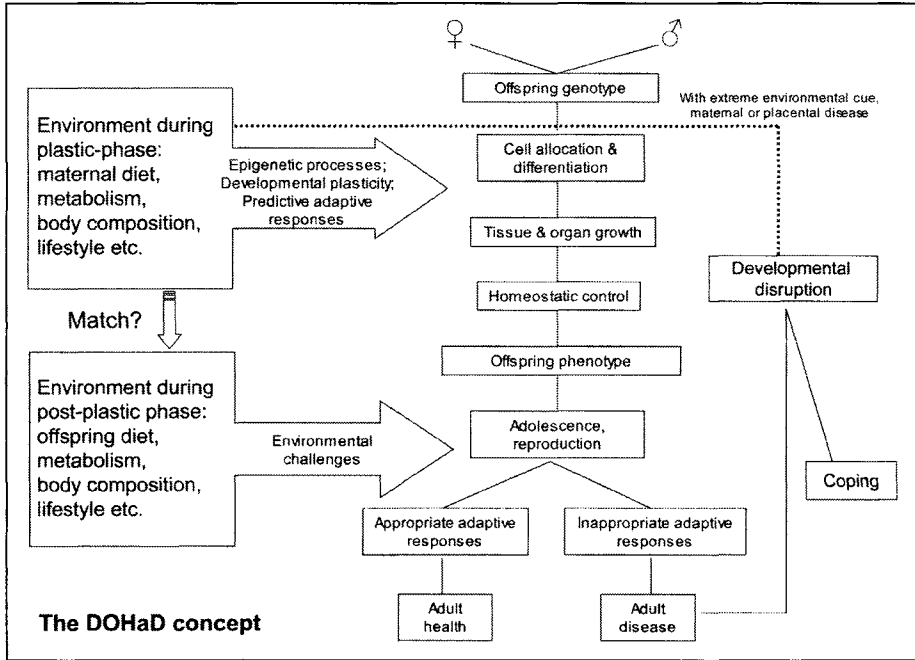 ♀ ♂
Offspring genotype
With extreme environmental cue,
maternal or placental disease
Environment during
plastic-phase:
maternal diet,
metabolism,
body composition,
lifestyle etc.
Epigenetic processes;
Developmental plasticity;
Predictive adaptive
responses
Cell allocation &
differentiation
Tissue & organ growth
Developmental
disruption
Homeostatic control
Match?
Offspring phenotype
Environment during
post-plastic phase:
offspring diet,
metabolism,
body composition,
lifestyle etc.
Environmental
challenges
Adolescence,
reproduction
Coping
Appropriate adaptive
responses
Inappropriate adaptive
responses
Adult
health
Adult
disease
The DOHaD concept